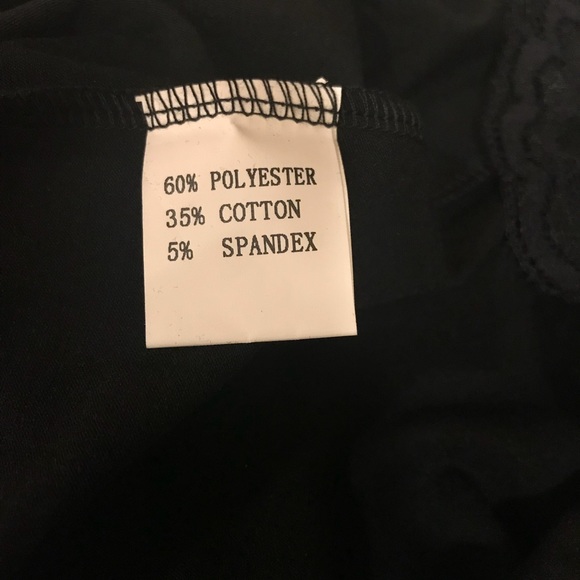 60% POLYESTER
35% COTTON
5% SPANDEX